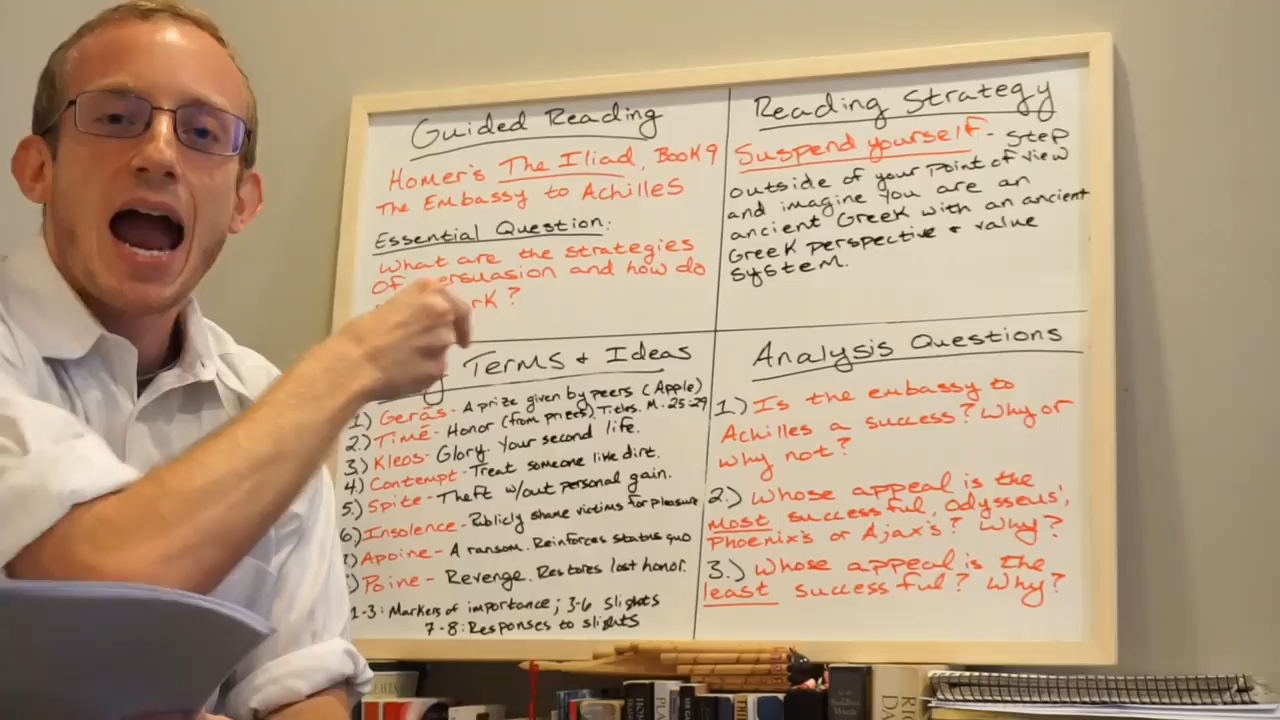 Guided Reading
Homer's The Iliad, Book 9
The Embassy to Achilles
Essential Question:
What are the strategies
of persuasion and how do
rk?
Reading Strategy
Suspend yourself - Step
outside of your point of view
and imagine you are an
ancient Greek with an ancient
Greek perspective + value
system.
Terms + Ideas
1) Geras - A prize given by peers (Apple)
2.) Timē - Honor (from prizes). Titles. M. 25:29
3.) Kleos - Glory. Your second life.
4.) Contempt - Treat someone like dirt.
5.) Spite - Theft w/out personal gain.
6) Insolence - Publicly shame victims for pleasure
) Apoine - A ransom. Reinforces status quo
) Poine - Revenge. Restores lost honor.
1-3: Markers of importance; 3-6 slights
7-8: Responses to slights
Analysis Questions
1.) Is the embassy to
Achilles a success? Why or
why not?
2.) Whose appeal is the
most successful, Odysseus',
Phoenix's or Ajax's? Why?
3.) Whose appeal is the
least successful? Why?